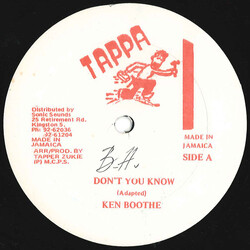 TAPPA
Distributed by
Sonic Sounds
25 Retirement Rd.
Kingston 5,
PH: 92-62036
92-61204
MADE IN
JAMAICA
ARR/PROD. BY
TAPPER ZUKIE
(P) M.C.P.S.
MADE IN
JAMAICA
SIDE A
B.H.
DON'T YOU KNOW
(Adapted)
KEN BOOTHE